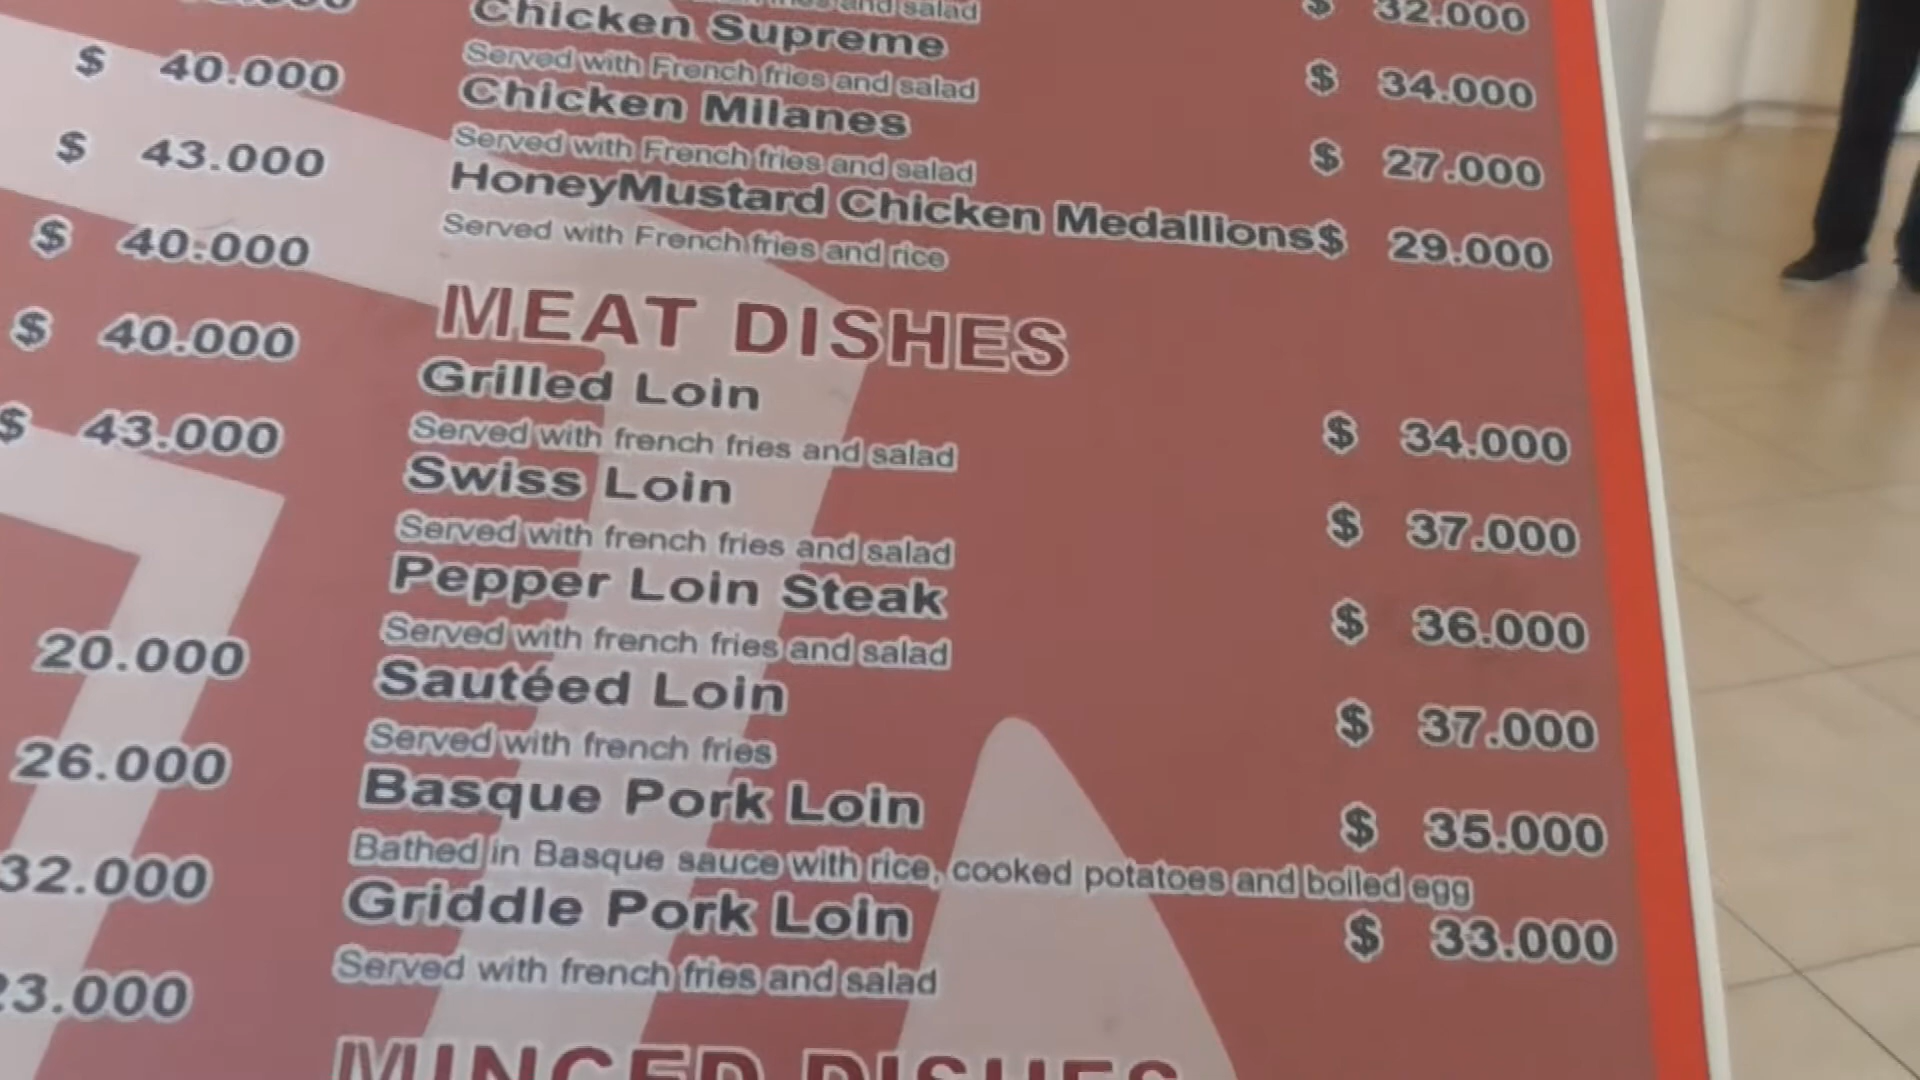 $ 40.000
$ 43.000
$ 40.000
$ 40.000
$ 43.000
20.000
26.000
32.000
3.000
and salad
$ 32.000
Chicken Supreme
Served with French fries and salad
$ 34.000
Chicken Milanes
Served with French fries and salad
$ 27.000
HoneyMustard Chicken Medallions $ 29.000
Served with French fries and rice
MEAT DISHES
Grilled Loin
Served with french fries and salad
$ 34.000
Swiss Loin
Served with french fries and salad
$ 37.000
Pepper Loin Steak
Served with french fries and salad
$ 36.000
Sautéed Loin
Served with french fries
$ 37.000
Basque Pork Loin
$ 35.000
Bathed in Basque sauce with rice, cooked potatoes and boiled egg
Griddle Pork Loin
$ 33.000
Served with french fries and salad
MINCED DISHES